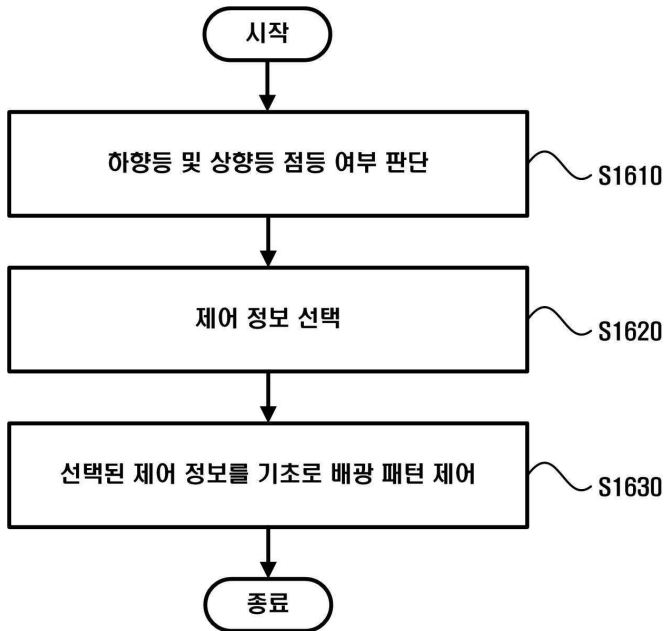 시작
하향등 및 상향등 점등 여부 판단
S1610
제어 정보 선택
S1620
선택된 제어 정보를 기초로 배광 패턴 제어
S1630
종료